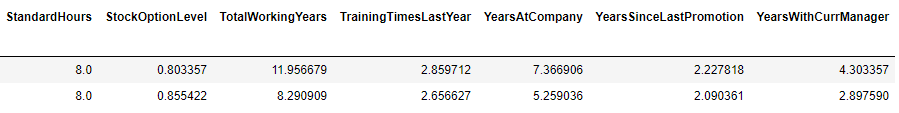 StandardHours StockOptionLevel TotalWorkingYears TrainingTimesLastYear YearsAtCompany YearsSinceLastPromotion YearsWithCurrManager
8.0 0.803357 11.956679 2.859712 7.366906 2.227818 4.303357
8.0 0.855422 8.290909 2.656627 5.259036 2.090361 2.897590